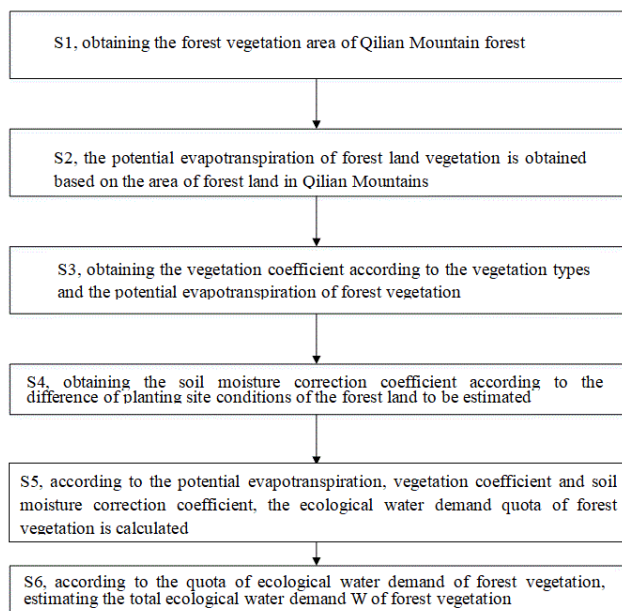 S1, obtaining the forest vegetation area of Qilian Mountain forest
S2, the potential evapotranspiration of forest land vegetation is obtained
based on the area of forest land in Qilian Mountains
S3, obtaining the vegetation coefficient according to the vegetation types
and the potential evapotranspiration of forest vegetation
S4, obtaining the soil moisture correction coefficient according to the
difference of planting site conditions of the forest land to be estimated
S5, according to the potential evapotranspiration, vegetation coefficient and soil
moisture correction coefficient, the ecological water demand quota of forest
vegetation is calculated
S6, according to the quota of ecological water demand of forest vegetation,
estimating the total ecological water demand W of forest vegetation